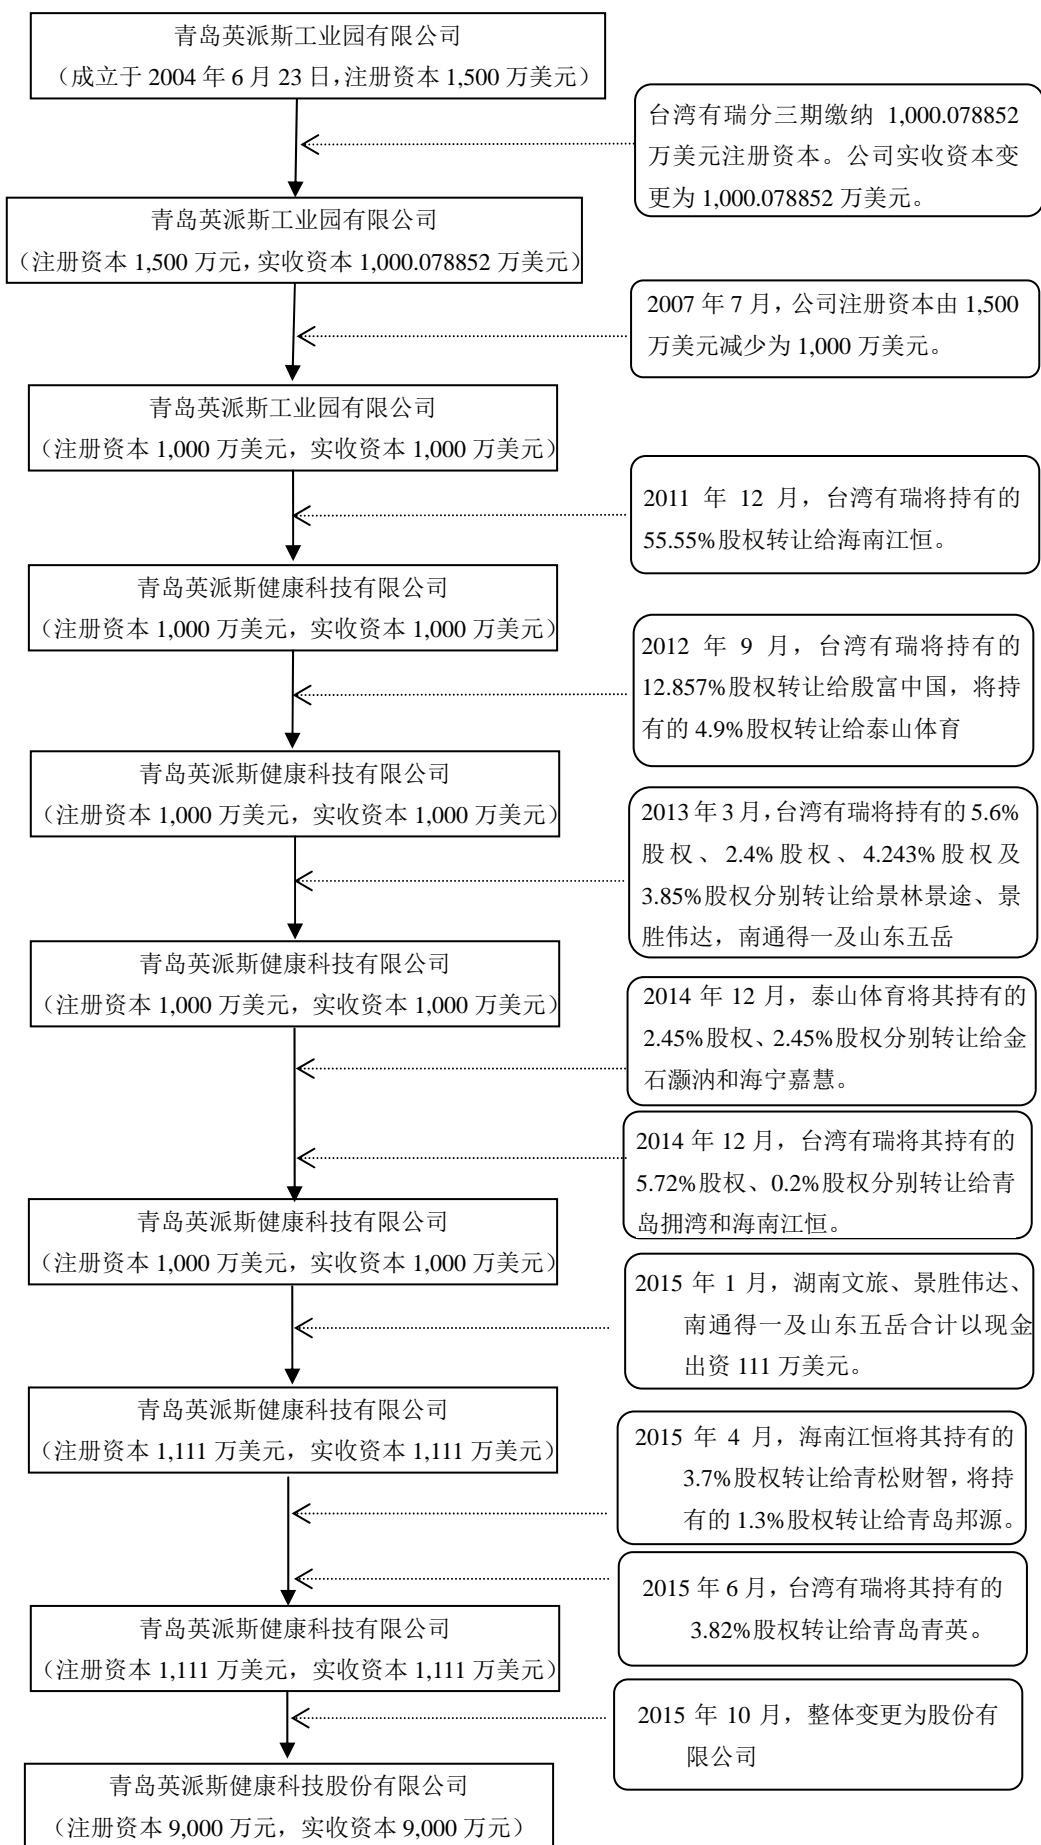 青岛英派斯工业园有限公司
（成立于 2004 年 6 月 23 日，注册资本 1,500 万美元）
台湾有瑞分三期缴纳 1,000.078852
万美元注册资本。公司实收资本变
更为 1,000.078852 万美元。
青岛英派斯工业园有限公司
（注册资本 1,500 万元，实收资本 1,000.078852 万美元）
2007 年 7 月，公司注册资本由 1,500
万美元减少为 1,000 万美元。
青岛英派斯工业园有限公司
（注册资本 1,000 万美元，实收资本 1,000 万美元）
2011 年 12 月，台湾有瑞将持有的
55.55%股权转让给海南江恒。
青岛英派斯健康科技有限公司
（注册资本 1,000 万美元，实收资本 1,000 万美元）
2012 年 9 月，台湾有瑞将持有的
12.857%股权转让给殷富中国，将持
有的 4.9%股权转让给泰山体育
青岛英派斯健康科技有限公司
（注册资本 1,000 万美元，实收资本 1,000 万美元）
2013 年 3 月，台湾有瑞将持有的 5.6%
股权、2.4%股权、4.243%股权及
3.85%股权分别转让给景林景途、景
胜伟达，南通得一及山东五岳
青岛英派斯健康科技有限公司
（注册资本 1,000 万美元，实收资本 1,000 万美元）
2014 年 12 月，泰山体育将其持有的
2.45%股权、2.45%股权分别转让给金
石灏汭和海宁嘉慧。
2014 年 12 月，台湾有瑞将其持有的
5.72%股权、0.2%股权分别转让给青
岛拥湾和海南江恒。
青岛英派斯健康科技有限公司
（注册资本 1,000 万美元，实收资本 1,000 万美元）
2015 年 1 月，湖南文旅、景胜伟达、
南通得一及山东五岳合计以现金
出资 111 万美元。
青岛英派斯健康科技有限公司
（注册资本 1,111 万美元，实收资本 1,111 万美元）
2015 年 4 月，海南江恒将其持有的
3.7%股权转让给青松财智，将持
有的 1.3%股权转让给青岛邦源。
2015 年 6 月，台湾有瑞将其持有的
3.82%股权转让给青岛青英。
青岛英派斯健康科技有限公司
（注册资本 1,111 万美元，实收资本 1,111 万美元）
2015 年 10 月，整体变更为股份有
限公司
青岛英派斯健康科技股份有限公司
（注册资本 9,000 万元，实收资本 9,000 万元）